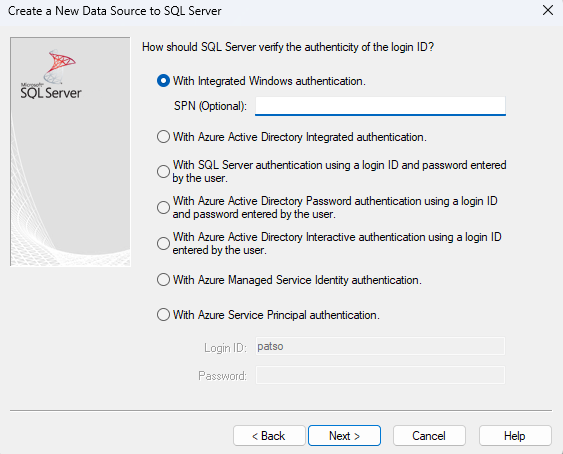 Create a New Data Source to SQL Server
How should SQL Server verify the authenticity of the login ID?
Microsoft
SQL Server
With Integrated Windows authentication.
SPN (Optional):
With Azure Active Directory Integrated authentication.
With SQL Server authentication using a login ID and password entered
by the user.
With Azure Active Directory Password authentication using a login ID
and password entered by the user.
With Azure Active Directory Interactive authentication using a login ID
entered by the user.
With Azure Managed Service Identity authentication.
With Azure Service Principal authentication.
Login ID: patso
Password:
< Back Next > Cancel Help